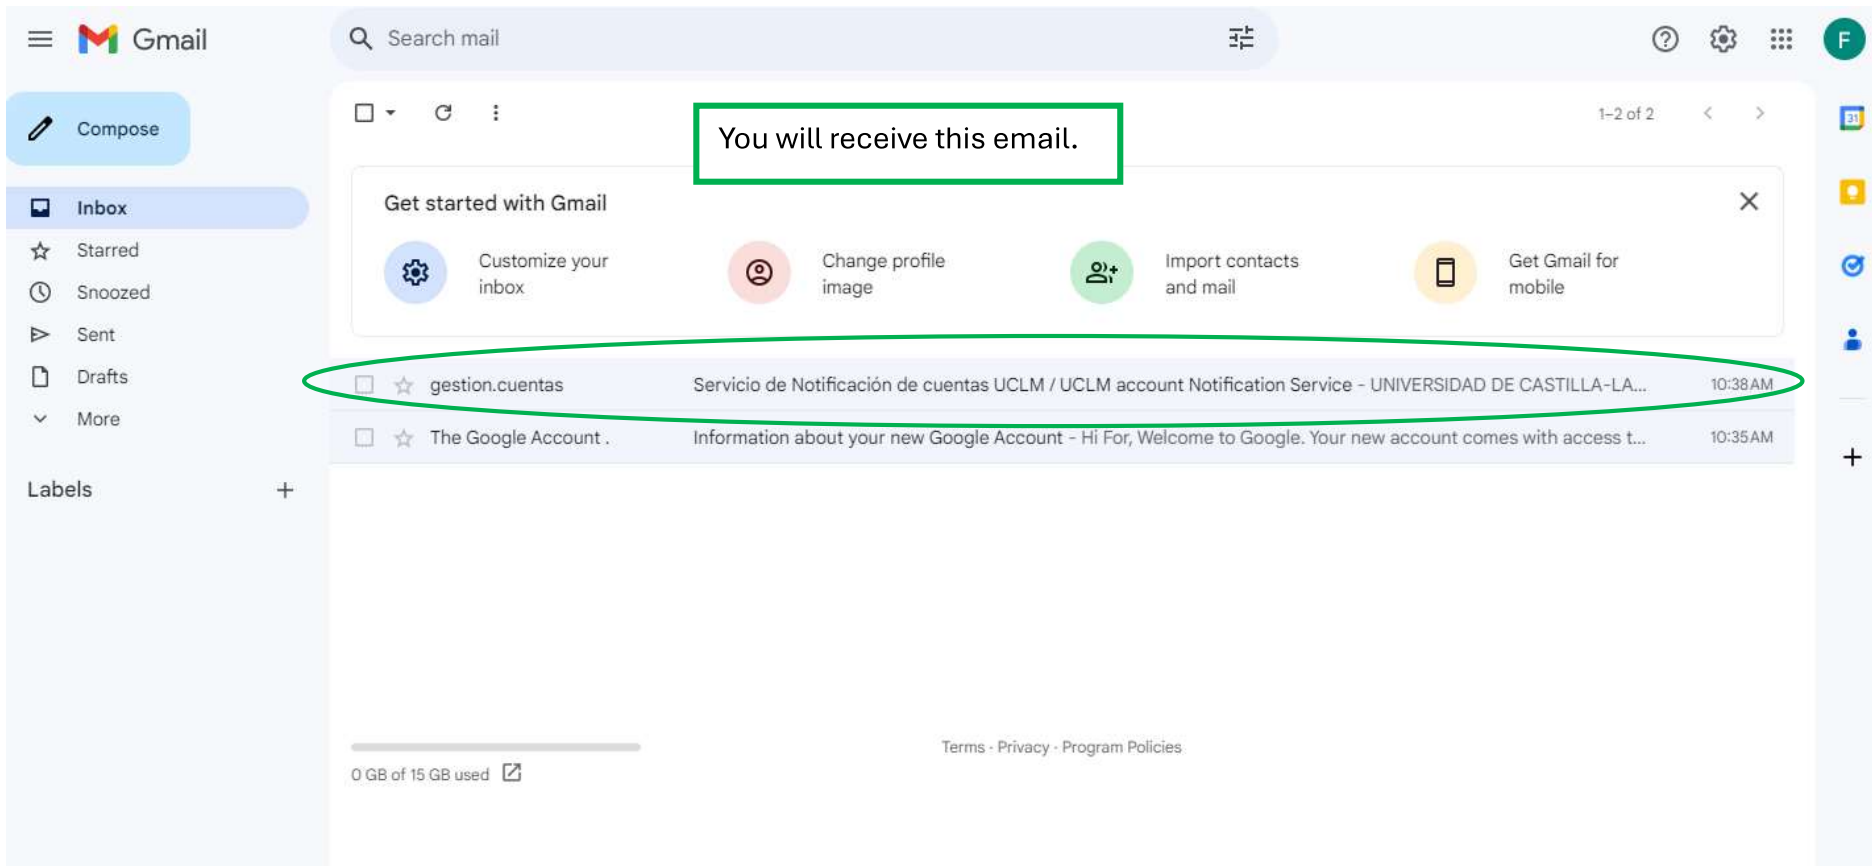 Gmail
Search mail
F
Compose
1–2 of 2
You will receive this email.
31
Inbox
Starred
Snoozed
Sent
Drafts
More
Labels
Get started with Gmail
Customize your
inbox
Change profile
image
Import contacts
and mail
Get Gmail for
mobile
gestion.cuentas Servicio de Notificación de cuentas UCLM / UCLM account Notification Service - UNIVERSIDAD DE CASTILLA-LA... 10:38 AM
The Google Account . Information about your new Google Account - Hi For, Welcome to Google. Your new account comes with access t... 10:35 AM
Terms · Privacy · Program Policies
0 GB of 15 GB used